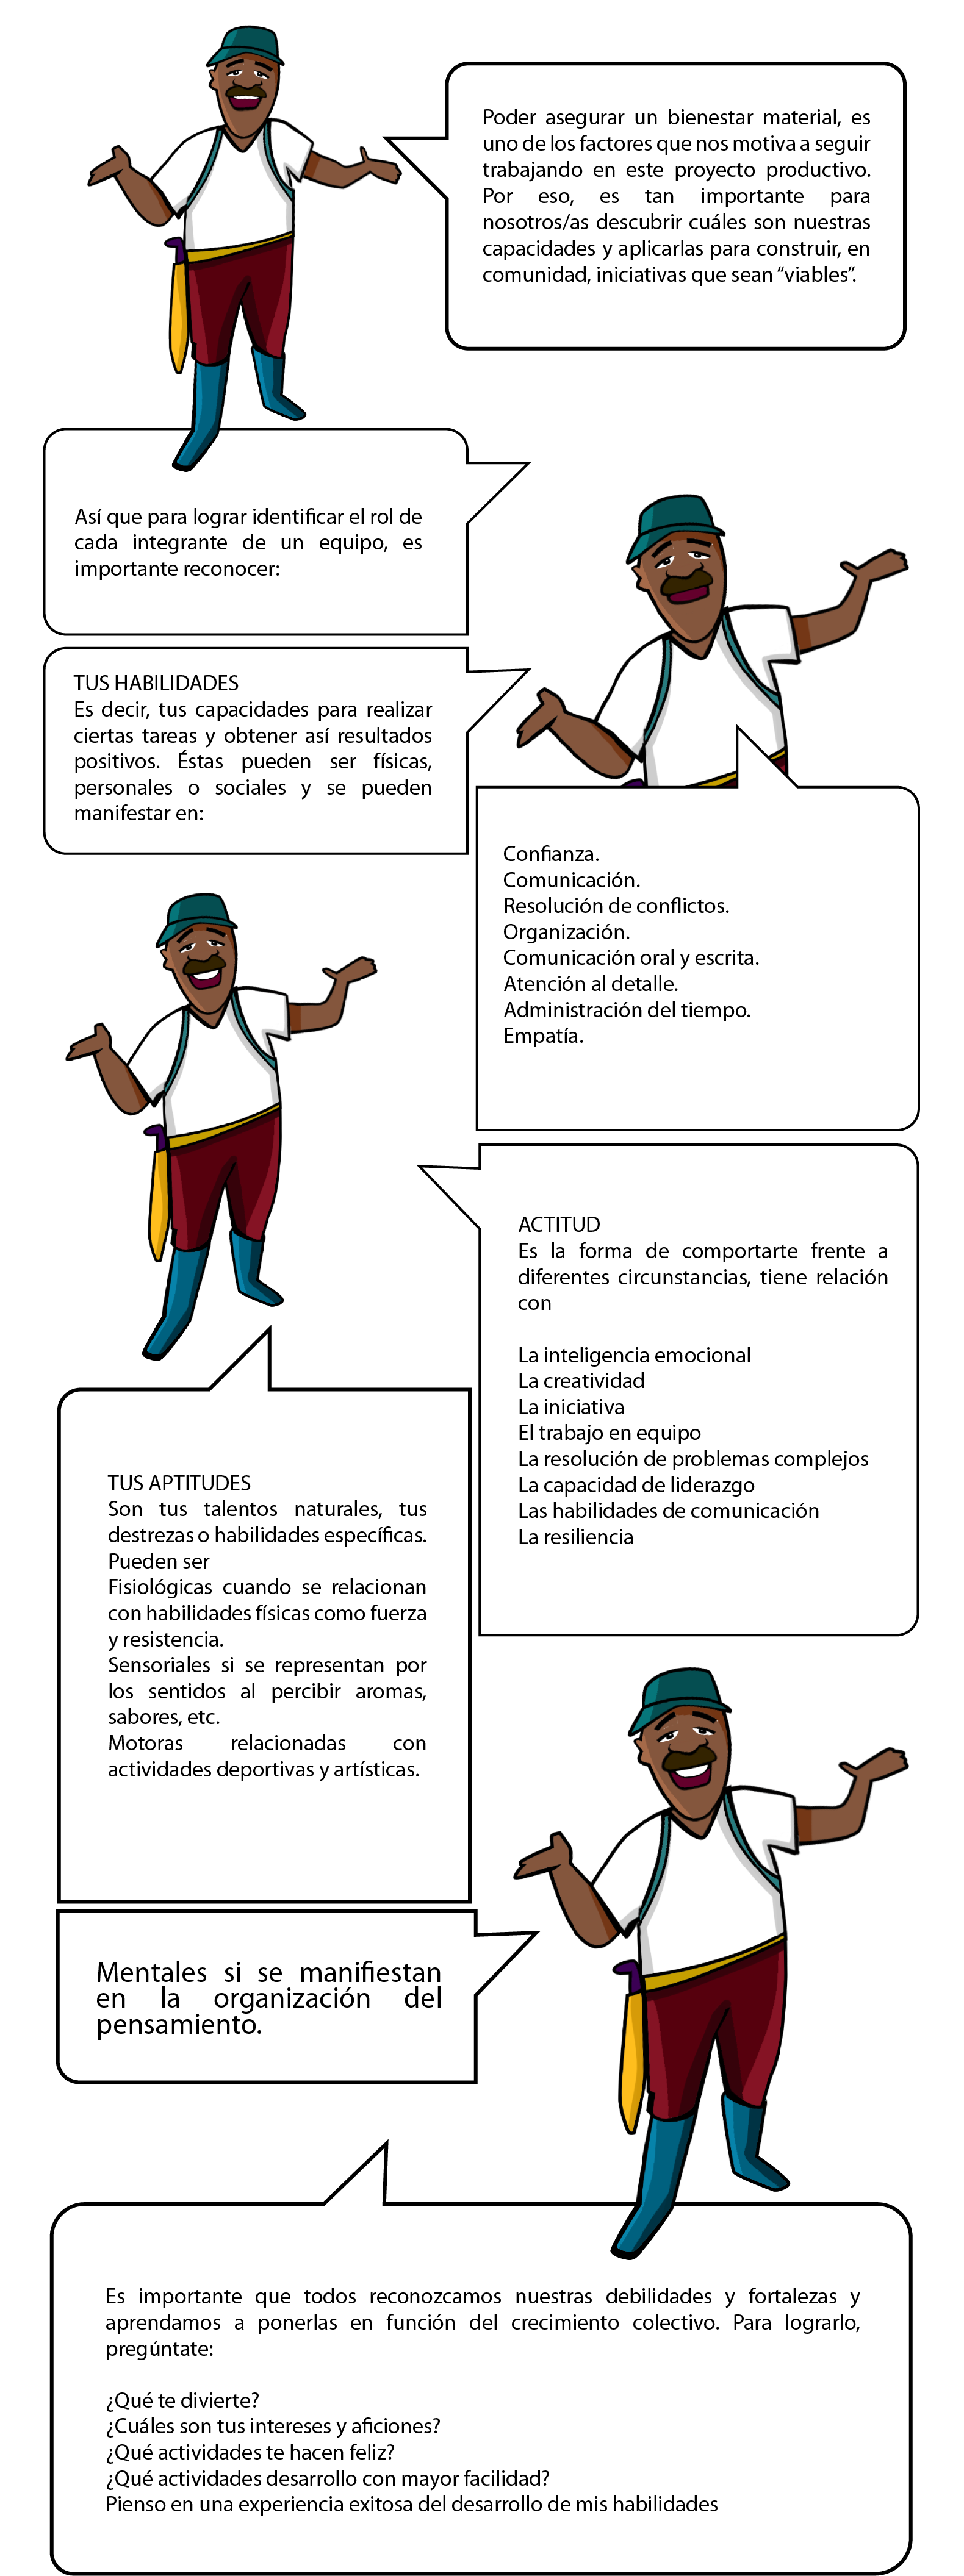 Poder asegurar un bienestar material, es
uno de los factores que nos motiva a seguir
trabajando en este proyecto productivo.
Por eso, es tan importante para
nosotros/as descubrir cuáles son nuestras
capacidades y aplicarlas para construir, en
comunidad, iniciativas que sean “viables”.
Así que para lograr identificar el rol de
cada integrante de un equipo, es
importante reconocer:
TUS HABILIDADES
Es decir, tus capacidades para realizar
ciertas tareas y obtener así resultados
positivos. Éstas pueden ser físicas,
personales o sociales y se pueden
manifestar en:
Confianza.
Comunicación.
Resolución de conflictos.
Organización.
Comunicación oral y escrita.
Atención al detalle.
Administración del tiempo.
Empatía.
ACTITUD
Es la forma de comportarte frente a
diferentes circunstancias, tiene relación
con
La inteligencia emocional
La creatividad
La iniciativa
El trabajo en equipo
La resolución de problemas complejos
La capacidad de liderazgo
Las habilidades de comunicación
La resiliencia
TUS APTITUDES
Son tus talentos naturales, tus
destrezas o habilidades específicas.
Pueden ser
Fisiológicas cuando se relacionan
con habilidades físicas como fuerza
y resistencia.
Sensoriales si se representan por
los sentidos al percibir aromas,
sabores, etc.
Motoras relacionadas con
actividades deportivas y artísticas.
Mentales si se manifiestan
en la organización del
pensamiento.
Es importante que todos reconozcamos nuestras debilidades y fortalezas y
aprendamos a ponerlas en función del crecimiento colectivo. Para lograrlo,
pregúntate:
¿Qué te divierte?
¿Cuáles son tus intereses y aficiones?
¿Qué actividades te hacen feliz?
¿Qué actividades desarrollo con mayor facilidad?
Pienso en una experiencia exitosa del desarrollo de mis habilidades